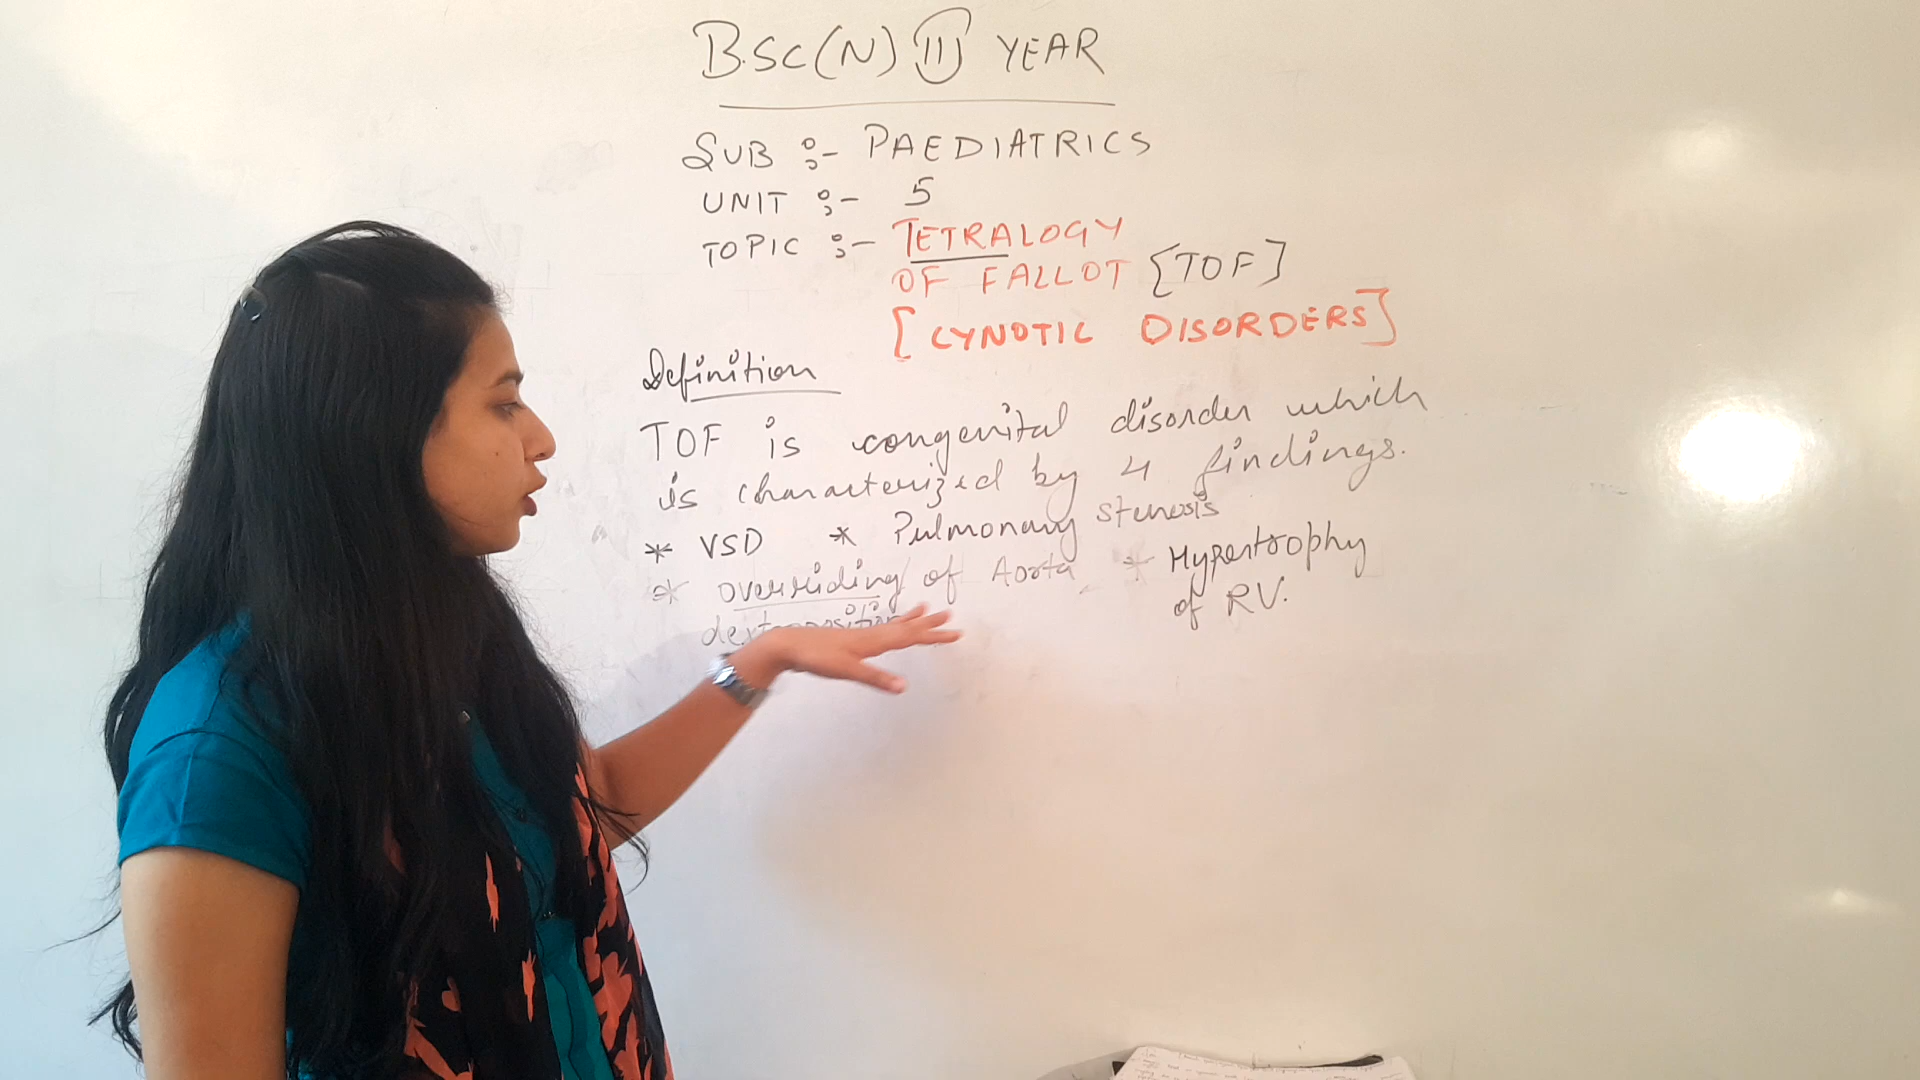 B.SC(N) III YEAR
SUB :- PAEDIATRICS
UNIT :- 5
TOPIC :- TETRALOGY
OF FALLOT [TOF]
[CYNOTIC DISORDERS]
Definition
TOF is congenital disorder which
is characterized by 4 findings.
* VSD * Pulmonary stenosis
* overriding of Aorta * Hypertrophy
of RV.